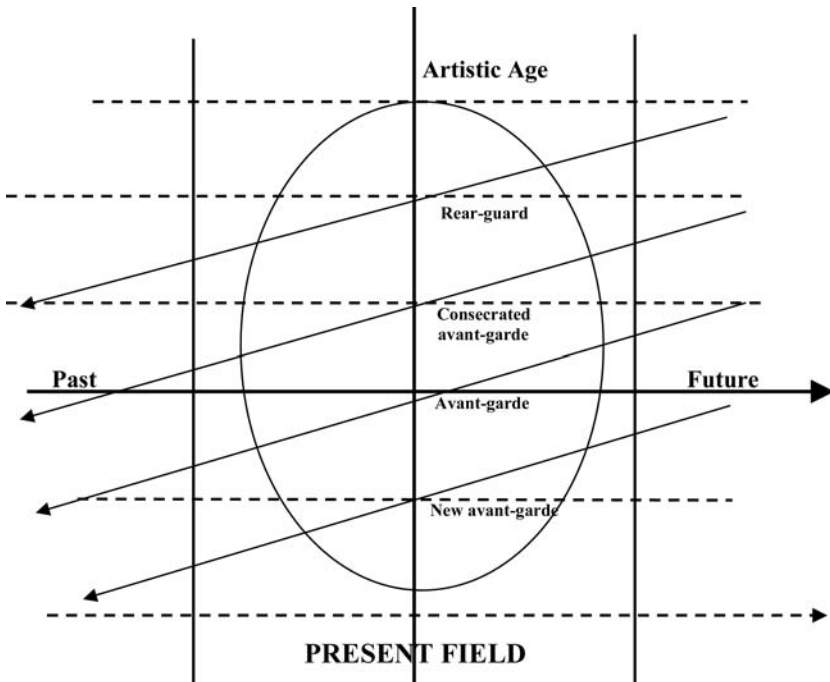 Artistic Age
Rear-guard
Consecrated
avant-garde
Past
Future
Avant-garde
New avant-garde
PRESENT FIELD